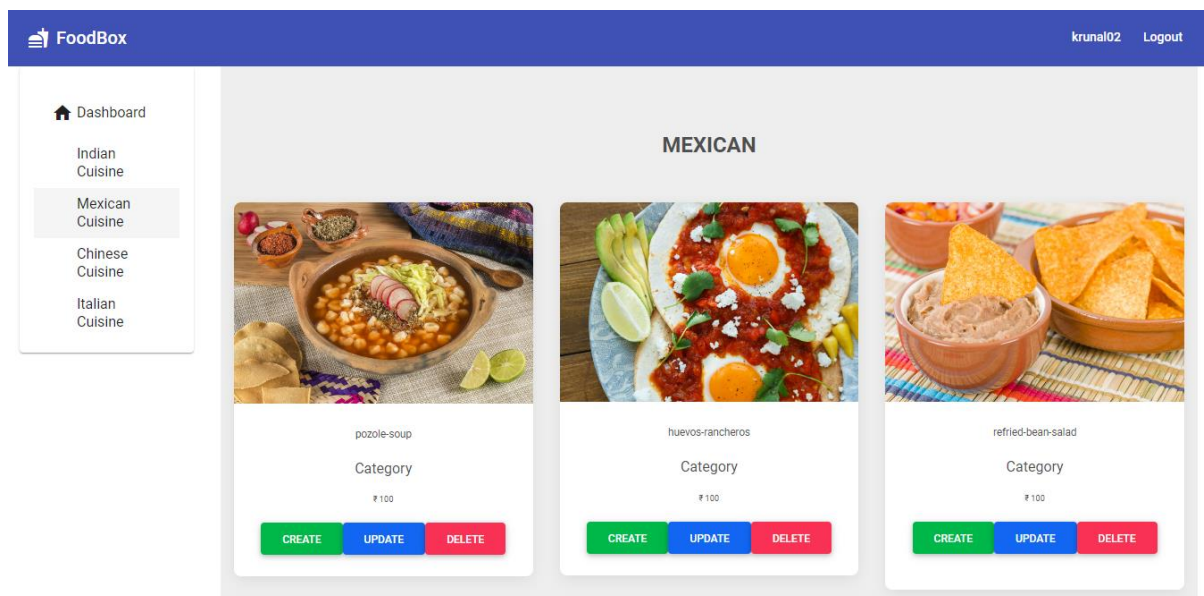 FoodBox
krunal02 Logout
Dashboard
Indian
Cuisine
Mexican
Cuisine
Chinese
Cuisine
Italian
Cuisine
MEXICAN
pozole-soup
Category
₹ 100
CREATE UPDATE DELETE
huevos-rancheros
Category
₹ 100
CREATE UPDATE DELETE
refried-bean-salad
Category
₹ 100
CREATE UPDATE DELETE